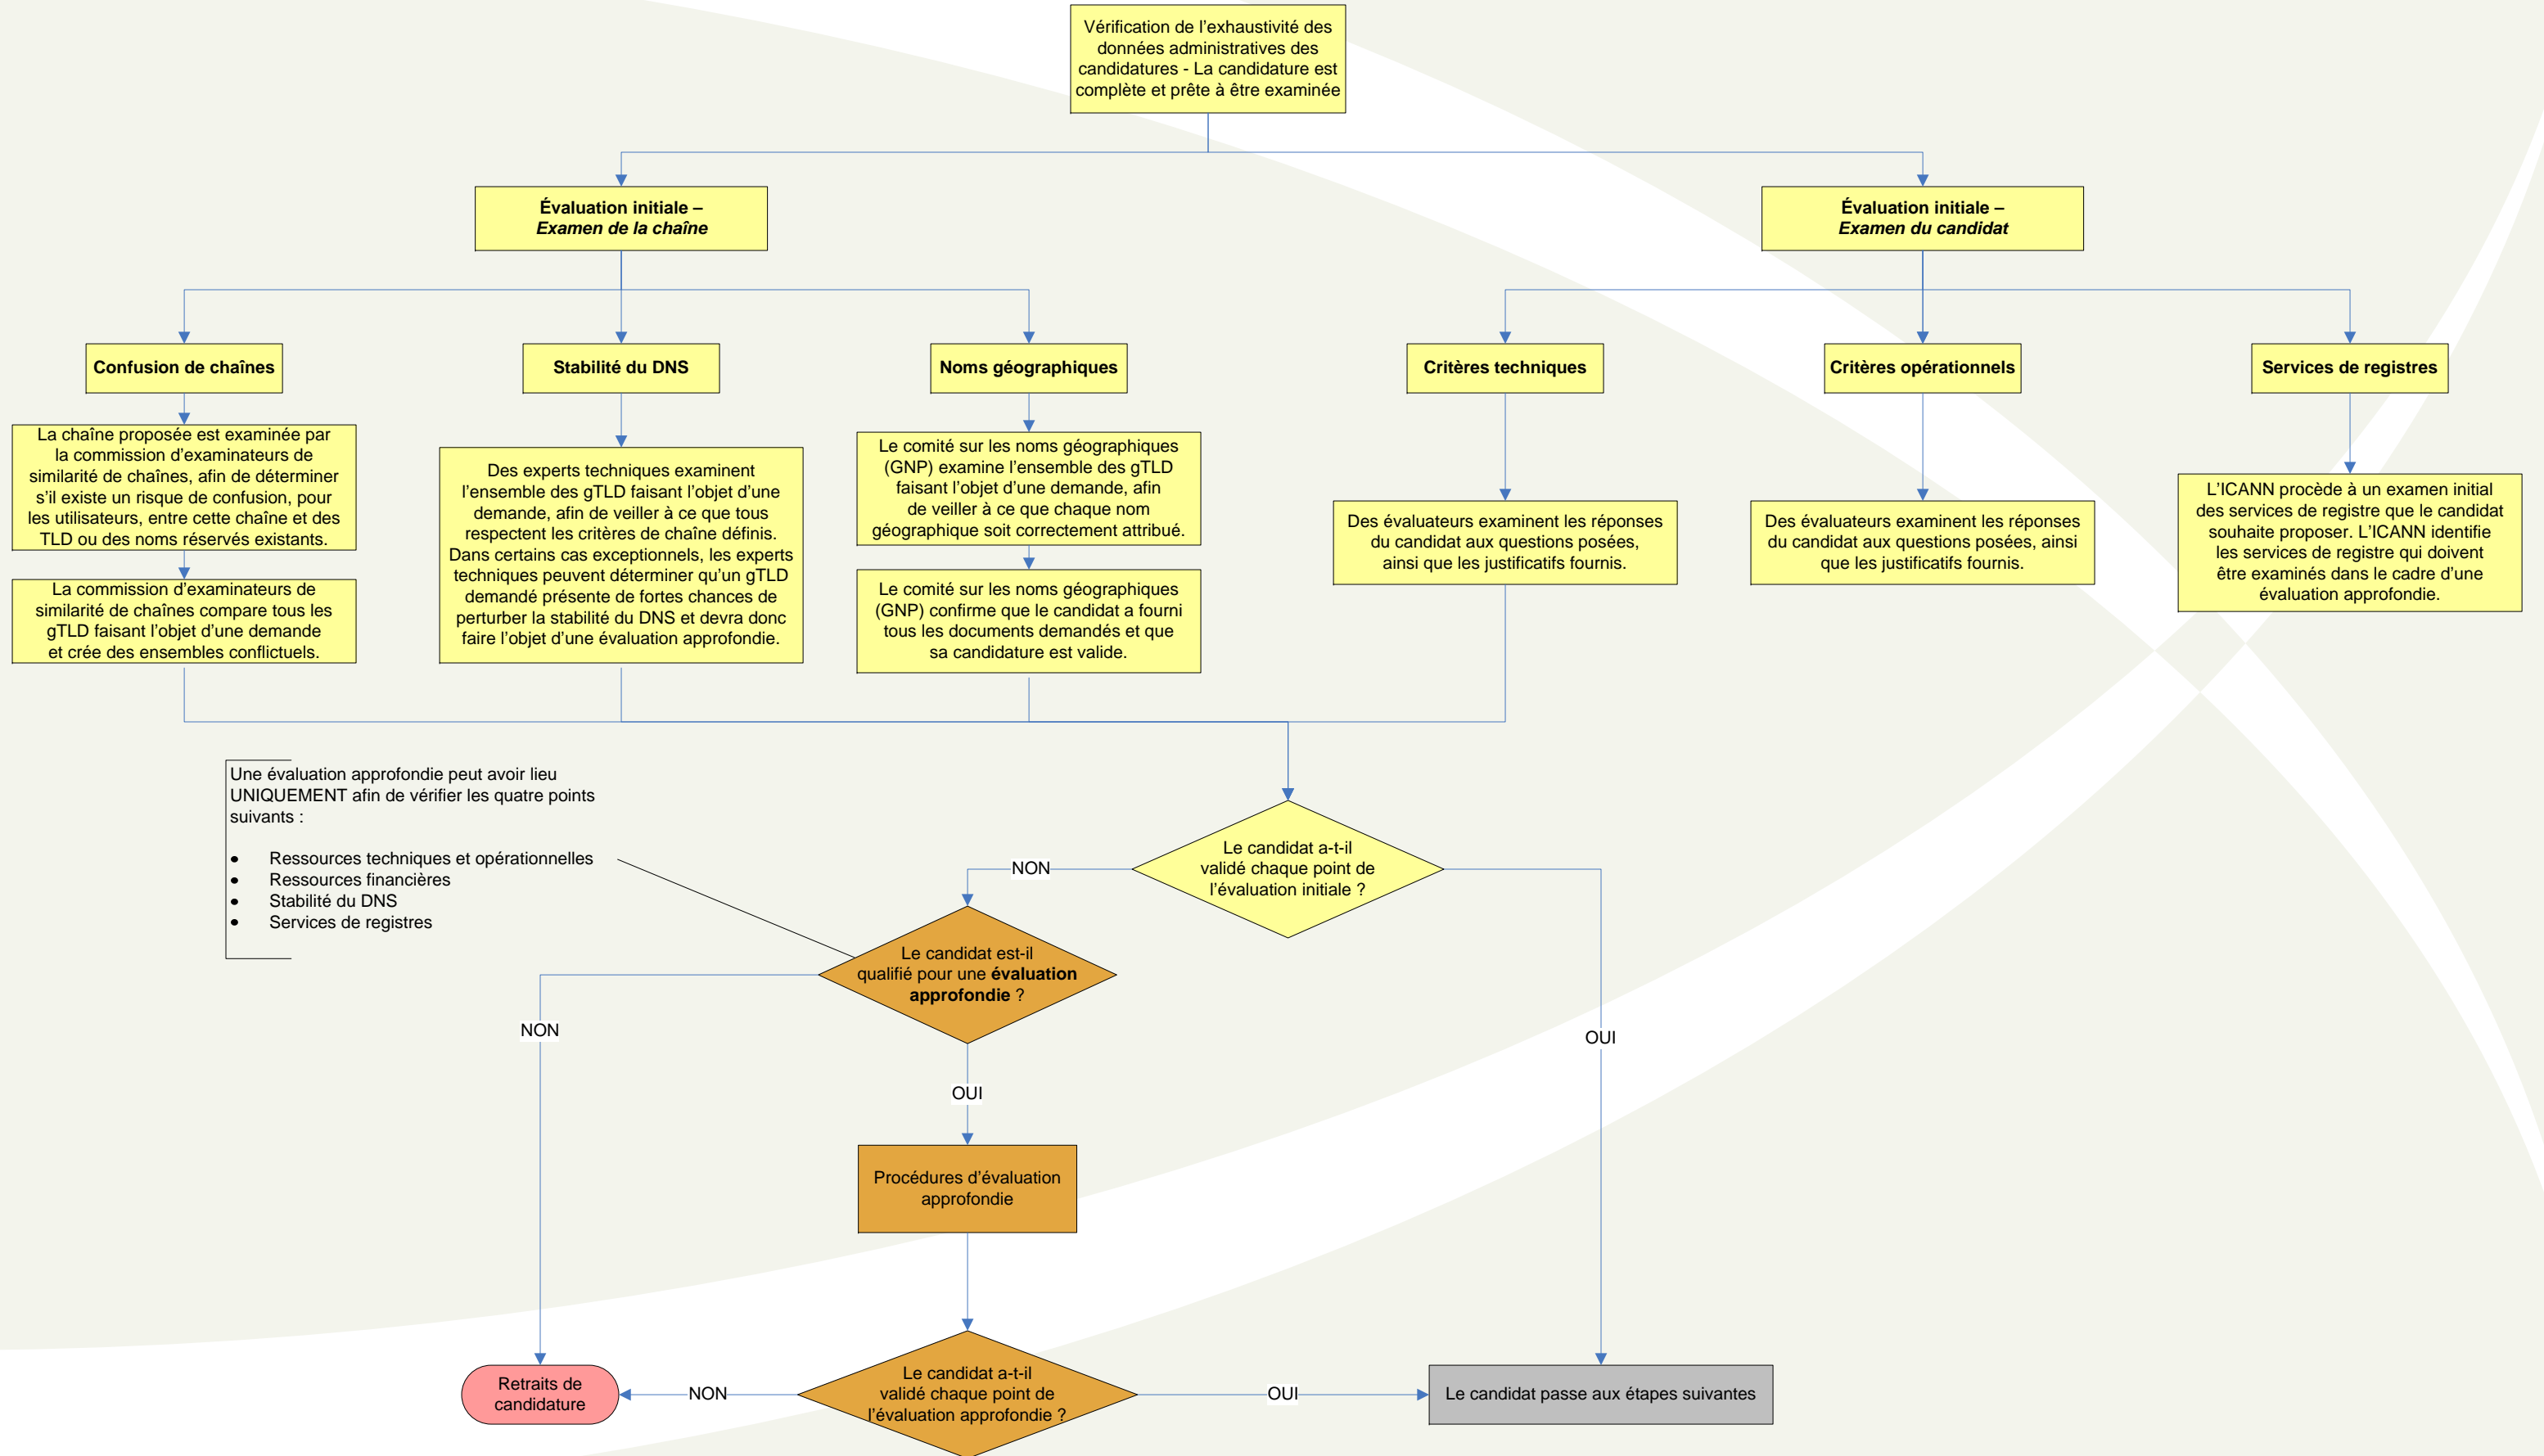 Vérification de l’exhaustivité des
données administratives des
candidatures - La candidature est
complète et prête à être examinée
Évaluation initiale –
Examen de la chaîne
Évaluation initiale –
Examen du candidat
Confusion de chaînes
Stabilité du DNS
Noms géographiques
Critères techniques
Critères opérationnels
Services de registres
La chaîne proposée est examinée par
la commission d’examinateurs de
similarité de chaînes, afin de déterminer
s’il existe un risque de confusion, pour
les utilisateurs, entre cette chaîne et des
TLD ou des noms réservés existants.
La commission d’examinateurs de
similarité de chaînes compare tous les
gTLD faisant l’objet d’une demande
et crée des ensembles conflictuels.
Des experts techniques examinent
l’ensemble des gTLD faisant l’objet d’une
demande, afin de veiller à ce que tous
respectent les critères de chaîne définis.
Dans certains cas exceptionnels, les experts
techniques peuvent déterminer qu’un gTLD
demandé présente de fortes chances de
perturber la stabilité du DNS et devra donc
faire l’objet d’une évaluation approfondie.
Le comité sur les noms géographiques
(GNP) examine l’ensemble des gTLD
faisant l’objet d’une demande, afin
de veiller à ce que chaque nom
géographique soit correctement attribué.
Le comité sur les noms géographiques
(GNP) confirme que le candidat a fourni
tous les documents demandés et que
sa candidature est valide.
Des évaluateurs examinent les réponses
du candidat aux questions posées,
ainsi que les justificatifs fournis.
Des évaluateurs examinent les réponses
du candidat aux questions posées, ainsi
que les justificatifs fournis.
L’ICANN procède à un examen initial
des services de registre que le candidat
souhaite proposer. L’ICANN identifie
les services de registre qui doivent
être examinés dans le cadre d’une
évaluation approfondie.
Une évaluation approfondie peut avoir lieu
UNIQUEMENT afin de vérifier les quatre points
suivants :
• Ressources techniques et opérationnelles
• Ressources financières
• Stabilité du DNS
• Services de registres
Le candidat a-t-il
validé chaque point de
l’évaluation initiale ?
NON
OUI
Le candidat est-il
qualifié pour une évaluation
approfondie ?
NON
OUI
Procédures d’évaluation
approfondie
Le candidat a-t-il
validé chaque point de
l’évaluation approfondie ?
NON
OUI
Retraits de
candidature
Le candidat passe aux étapes suivantes